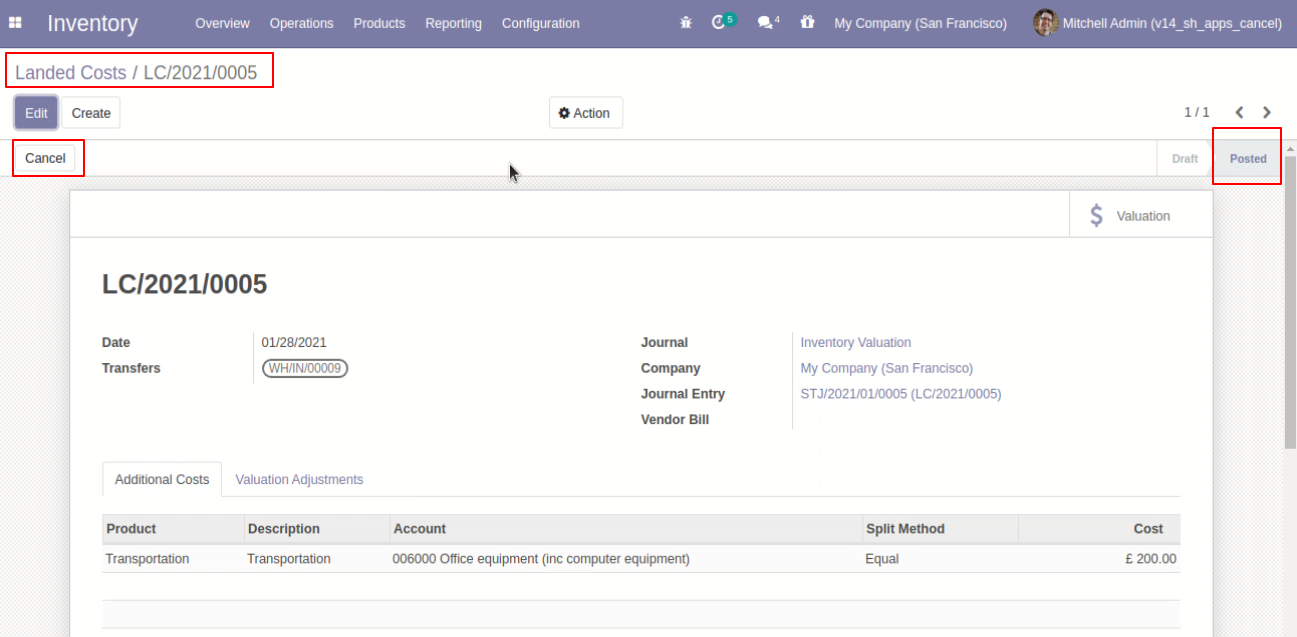 Inventory Overview Operations Products Reporting Configuration 5 4 My Company (San Francisco) Mitchell Admin (v14_sh_apps_cancel)
Landed Costs / LC/2021/0005
Edit Create Action 1 / 1
Cancel Draft Posted
$ Valuation
LC/2021/0005
Date 01/28/2021 Journal Inventory Valuation
Transfers WH/IN/00009 Company My Company (San Francisco)
Journal Entry STJ/2021/01/0005 (LC/2021/0005)
Vendor Bill
Additional Costs Valuation Adjustments
Product Description Account Split Method Cost
Transportation Transportation 006000 Office equipment (inc computer equipment) Equal £ 200.00